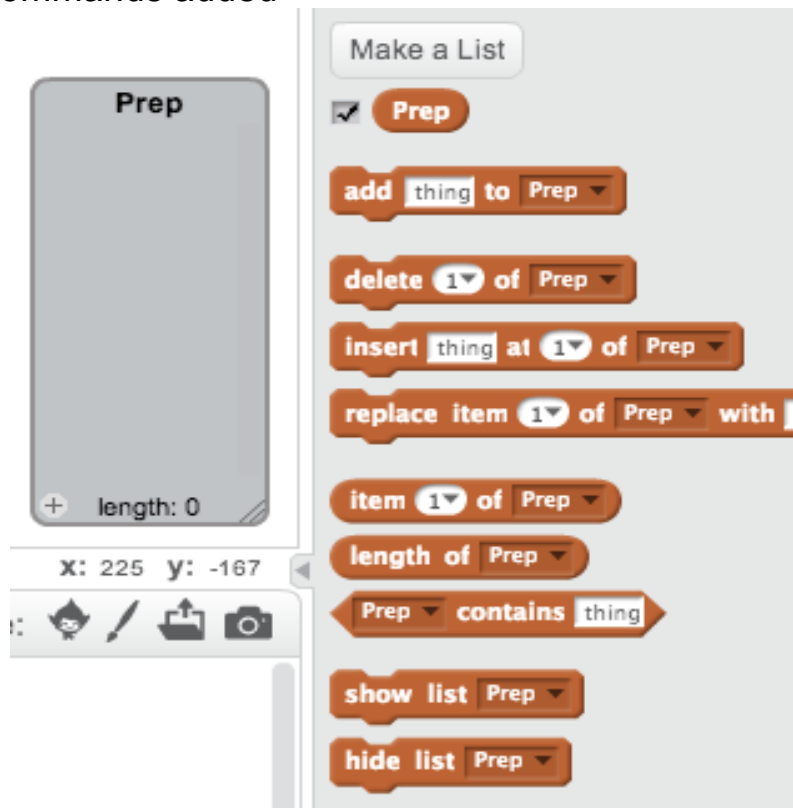 ommands added
Prep
length: 0
x: 225 y: -167
:
Make a List
Prep
add thing to Prep
delete 1 of Prep
insert thing at 1 of Prep
replace item 1 of Prep with
item 1 of Prep
length of Prep
Prep contains thing
show list Prep
hide list Prep